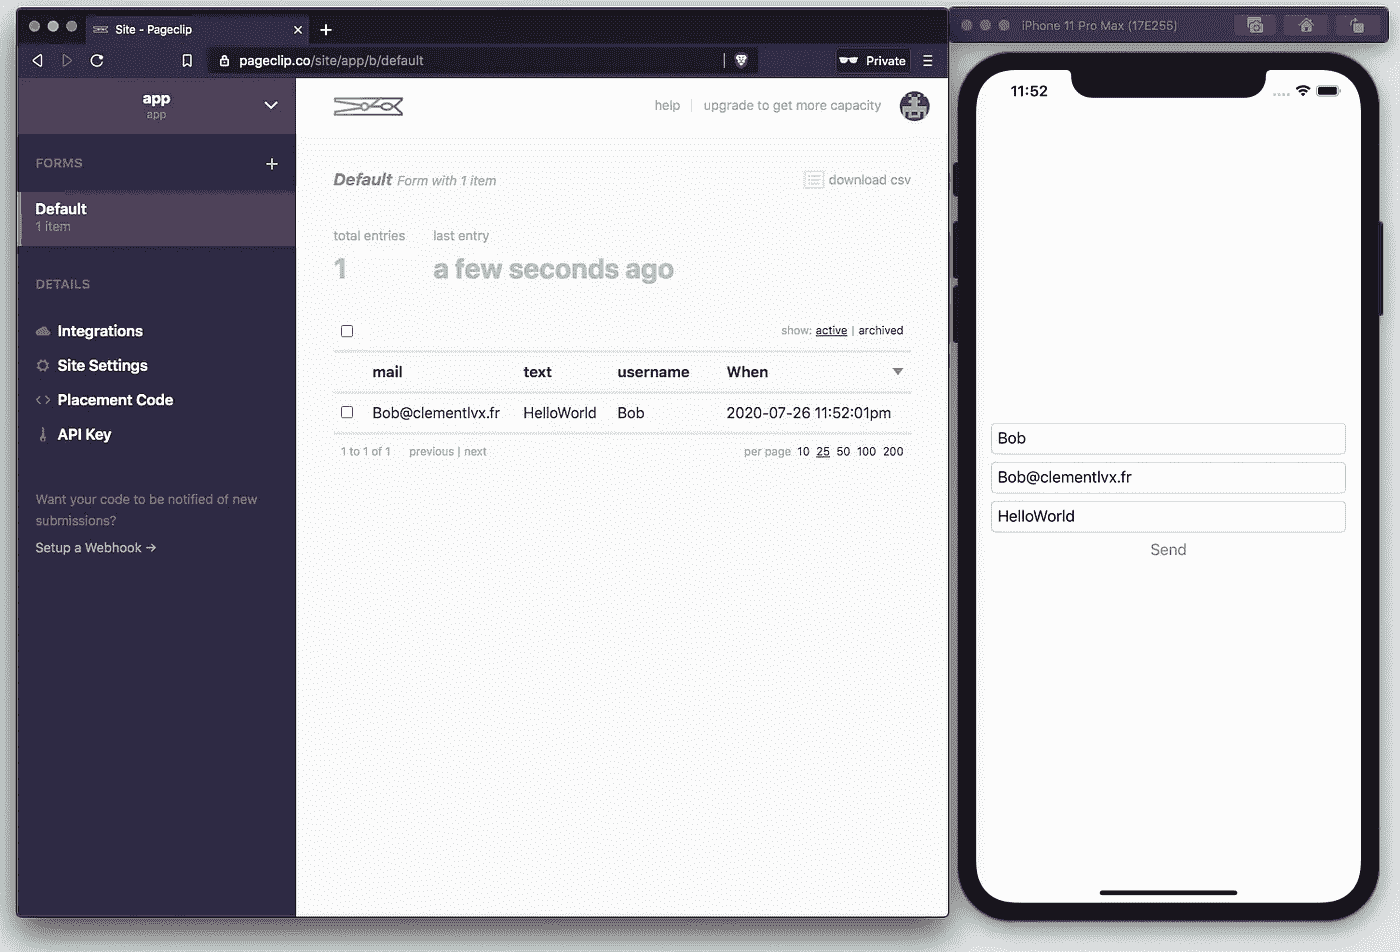 Site - Pageclip
pageclip.co/site/app/b/default
Private
app
app
FORMS
Default
1 item
DETAILS
Integrations
Site Settings
Placement Code
API Key
Want your code to be notified of new
submissions?
Setup a Webhook →
help | upgrade to get more capacity
Default Form with 1 item
download csv
total entries last entry
1 a few seconds ago
show: active | archived
mail text username When
Bob@clementlvx.fr HelloWorld Bob 2020-07-26 11:52:01pm
1 to 1 of 1 previous | next per page 10 25 50 100 200
iPhone 11 Pro Max (17E255)
11:52
Bob
Bob@clementlvx.fr
HelloWorld
Send